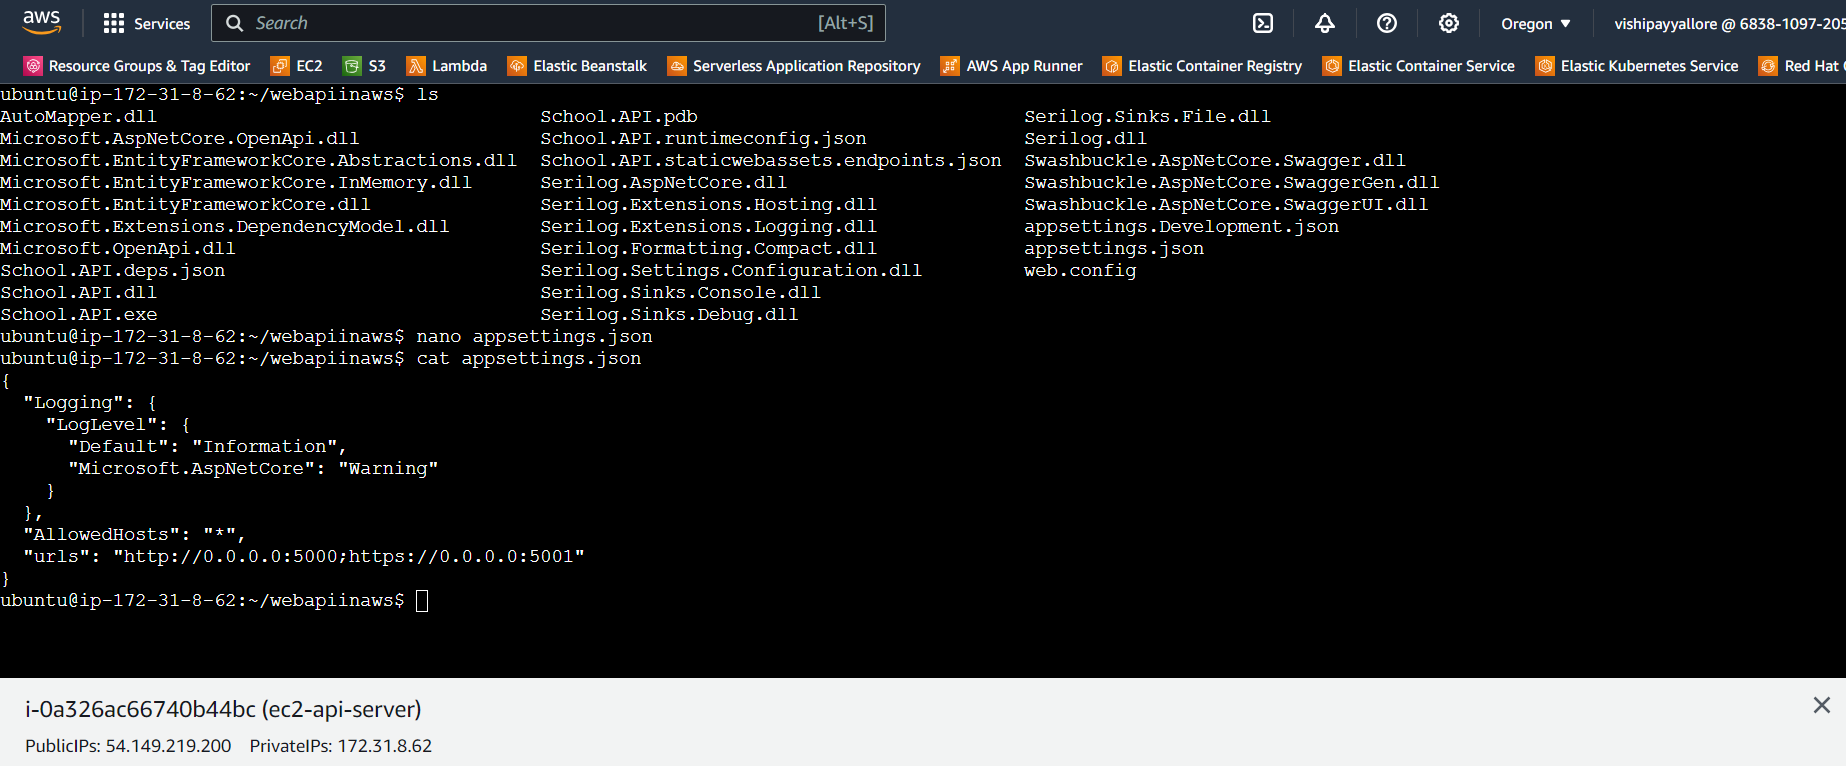 aws Services Search [Alt+S] Oregon vishipayyallore @ 6838-1097-205
Resource Groups & Tag Editor EC2 S3 Lambda Elastic Beanstalk Serverless Application Repository AWS App Runner Elastic Container Registry Elastic Container Service Elastic Kubernetes Service Red Hat
ubuntu@ip-172-31-8-62:~/webapiinaws$ ls
AutoMapper.dll School.API.pdb Serilog.Sinks.File.dll
Microsoft.AspNetCore.OpenApi.dll School.API.runtimeconfig.json Serilog.dll
Microsoft.EntityFrameworkCore.Abstractions.dll School.API.staticwebassets.endpoints.json Swashbuckle.AspNetCore.Swagger.dll
Microsoft.EntityFrameworkCore.InMemory.dll Serilog.AspNetCore.dll Swashbuckle.AspNetCore.SwaggerGen.dll
Microsoft.EntityFrameworkCore.dll Serilog.Extensions.Hosting.dll Swashbuckle.AspNetCore.SwaggerUI.dll
Microsoft.Extensions.DependencyModel.dll Serilog.Extensions.Logging.dll appsettings.Development.json
Microsoft.OpenApi.dll Serilog.Formatting.Compact.dll appsettings.json
School.API.deps.json Serilog.Settings.Configuration.dll web.config
School.API.dll Serilog.Sinks.Console.dll
School.API.exe Serilog.Sinks.Debug.dll
ubuntu@ip-172-31-8-62:~/webapiinaws$ nano appsettings.json
ubuntu@ip-172-31-8-62:~/webapiinaws$ cat appsettings.json
{
  "Logging": {
    "LogLevel": {
      "Default": "Information",
      "Microsoft.AspNetCore": "Warning"
    }
  },
  "AllowedHosts": "*",
  "urls": "http://0.0.0.0:5000;https://0.0.0.0:5001"
}
ubuntu@ip-172-31-8-62:~/webapiinaws$
i-0a326ac66740b44bc (ec2-api-server)
PublicIPs: 54.149.219.200 PrivateIPs: 172.31.8.62